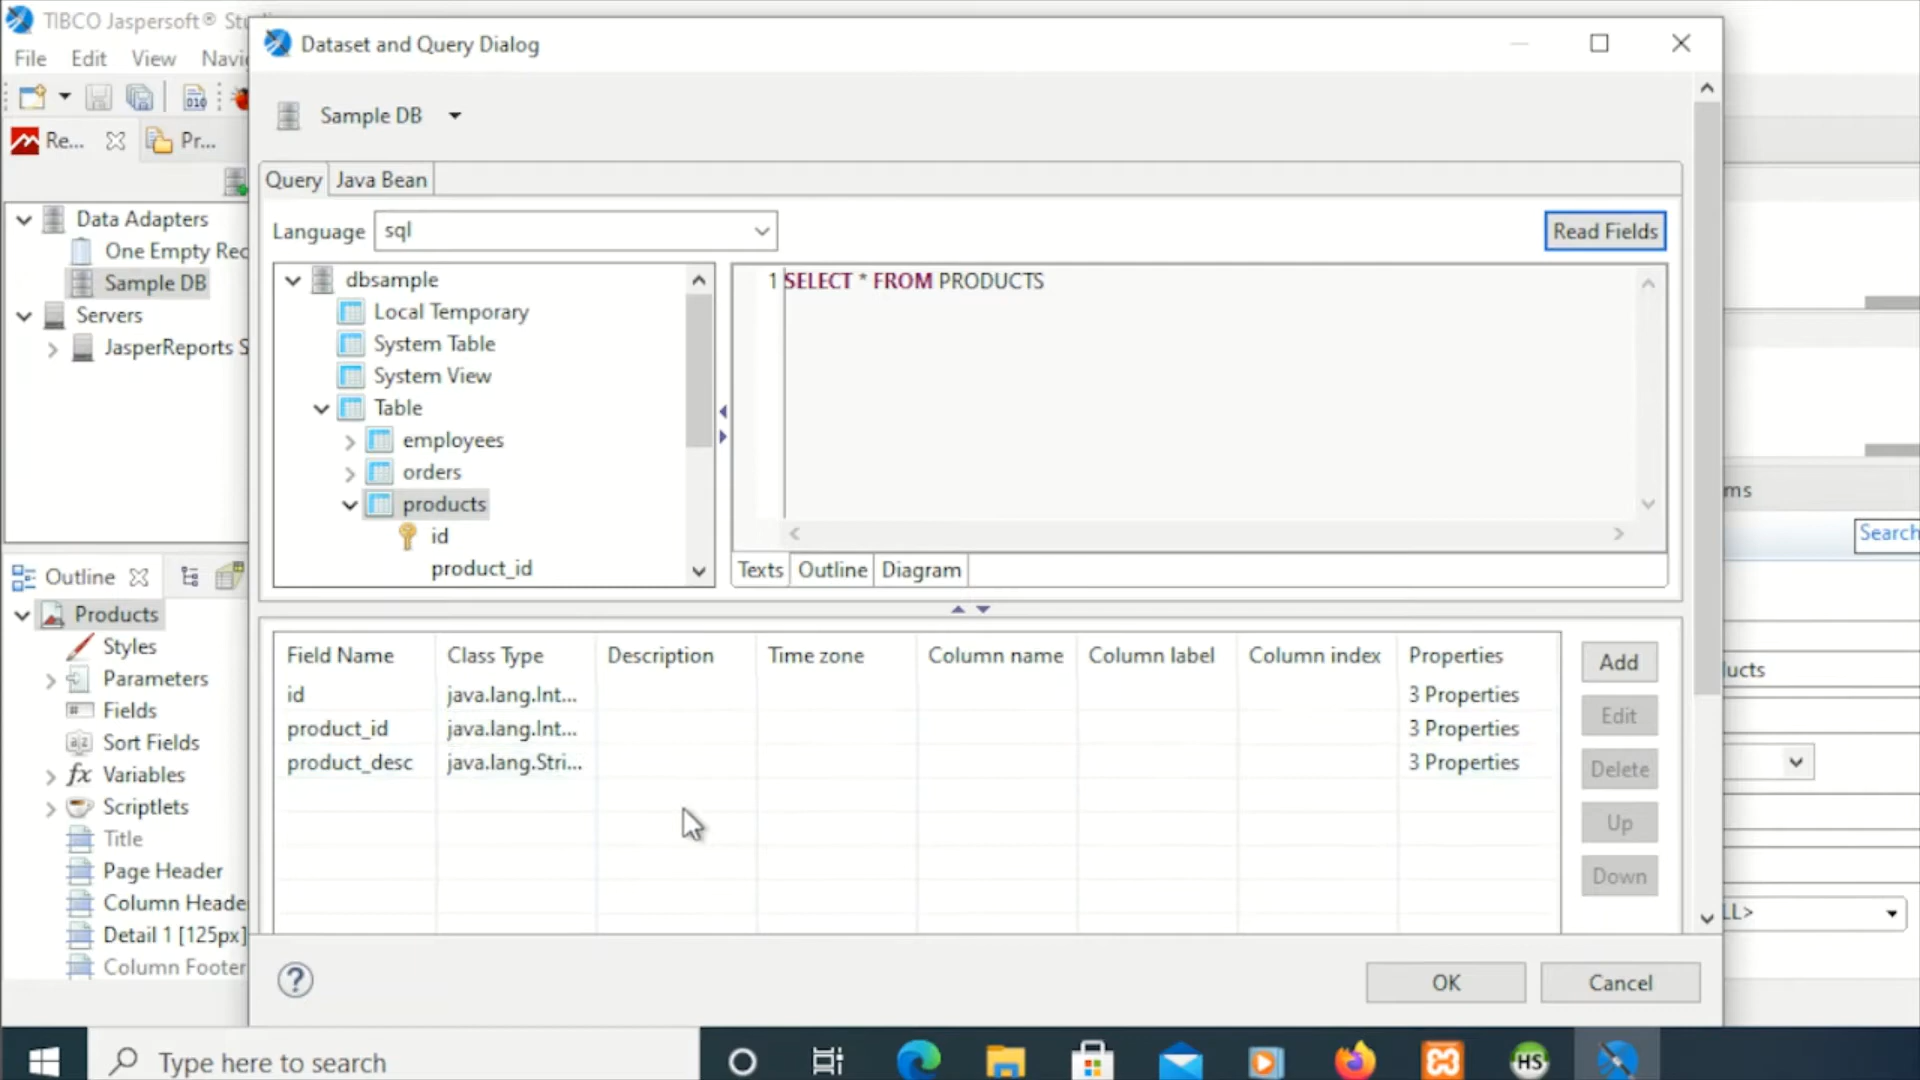 TIBCO Jaspersoft® Stu
File Edit View Navi
Re... Pr...
Data Adapters
One Empty Rec
Sample DB
Servers
JasperReports S
Outline
Products
Styles
Parameters
Fields
Sort Fields
fx Variables
Scriptlets
Title
Page Header
Column Heade
Detail 1 [125px]
Column Footer
Dataset and Query Dialog
Sample DB
Query Java Bean
Language sql Read Fields
dbsample
Local Temporary
System Table
System View
Table
employees
orders
products
id
product_id
1 SELECT * FROM PRODUCTS
Texts Outline Diagram
Field Name Class Type Description Time zone Column name Column label Column index Properties
id java.lang.Int... 3 Properties
product_id java.lang.Int... 3 Properties
product_desc java.lang.Stri... 3 Properties
Add
Edit
Delete
Up
Down
OK Cancel
ms
Search
ucts
LL>
Type here to search
HS